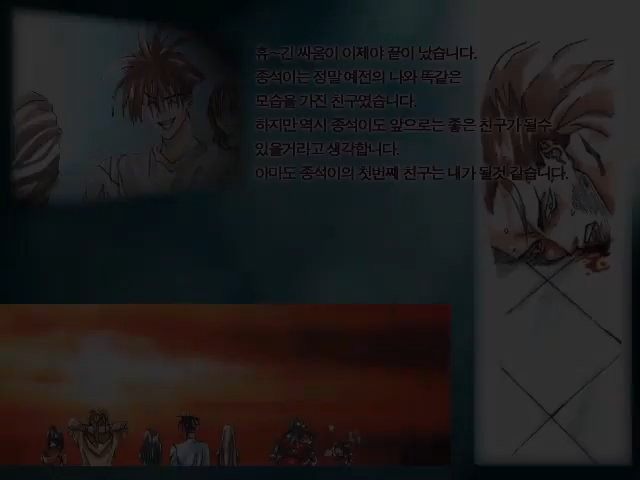 휴~긴 싸움이 이제야 끝이 났습니다.
종석이는 정말 예전의 나와 똑같은
모습을 가진 친구였습니다.
하지만 역시 종석이도 앞으로는 좋은 친구가 될수
있을거라고 생각합니다.
아마도 종석이의 첫번째 친구는 내가 될것 같습니다.